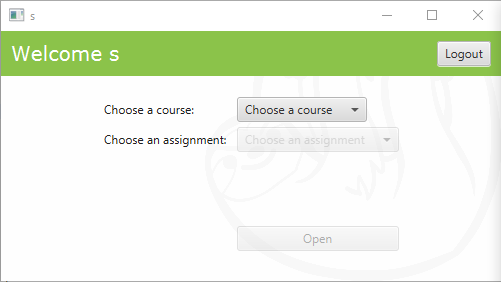 s
Welcome s
Logout
Choose a course:
Choose a course
Choose an assignment:
Choose an assignment
Open